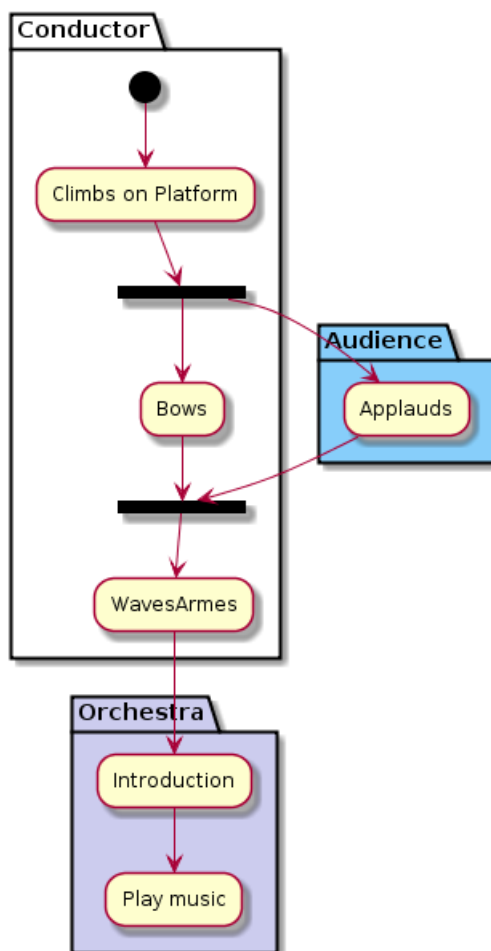 Conductor
Climbs on Platform
Audience
Bows
Applauds
WavesArmes
Orchestra
Introduction
Play music